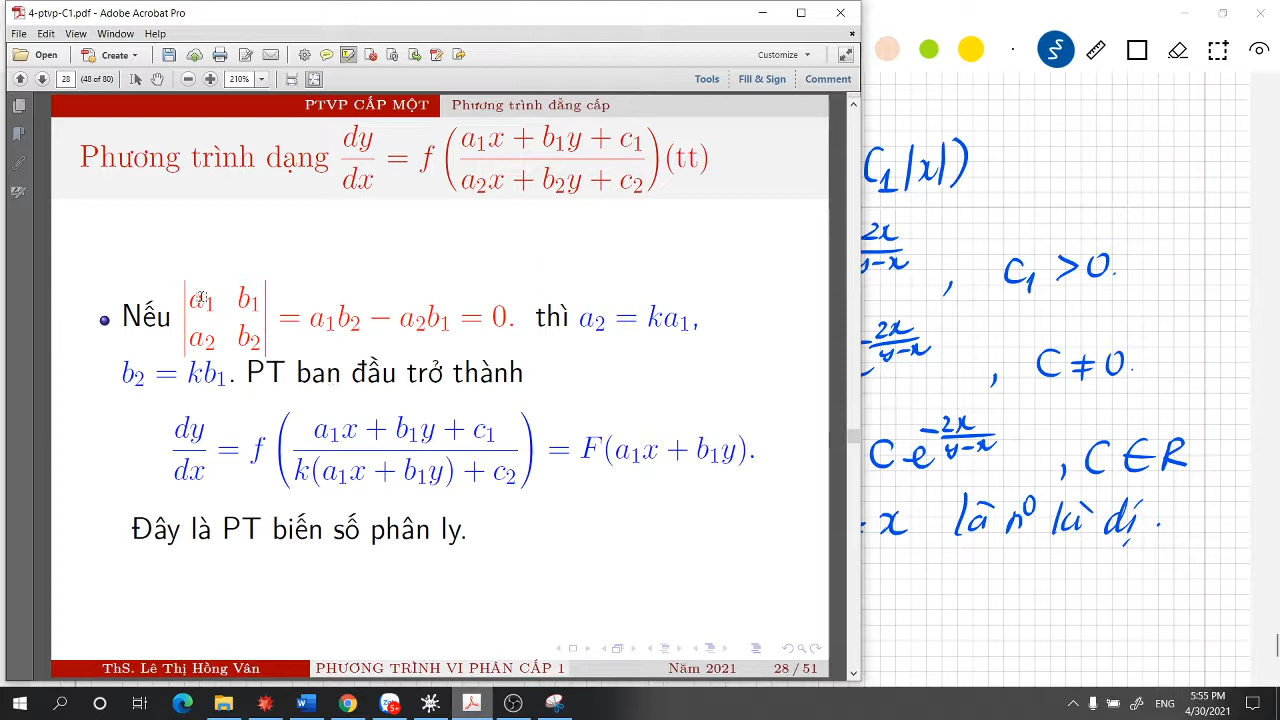 4-ptvp-C1.pdf - Adobe Acrobat Pro
File Edit View Window Help
Open Create Customize
28 (48 of 80) 210% Tools Fill & Sign Comment
PTVP CẤP MỘT Phương trình đẳng cấp
Phương trình dạng dy/dx = f((a₁x + b₁y + c₁)/(a₂x + b₂y + c₂)) (tt)
Nếu |a₁ b₁; a₂ b₂| = a₁b₂ − a₂b₁ = 0. thì a₂ = ka₁,
b₂ = kb₁. PT ban đầu trở thành
dy/dx = f((a₁x + b₁y + c₁)/(k(a₁x + b₁y) + c₂)) = F(a₁x + b₁y).
Đây là PT biến số phân ly.
ThS. Lê Thị Hồng Vân PHƯƠNG TRÌNH VI PHÂN CẤP 1 Năm 2021 28 / 51
C₁|x|)
2x/y−x , C₁ > 0.
−2x/y−x , C ≠ 0.
C e^(−2x/y−x) , C ∈ R
x là n⁰ kì dị.
ENG 5:55 PM
4/30/2021